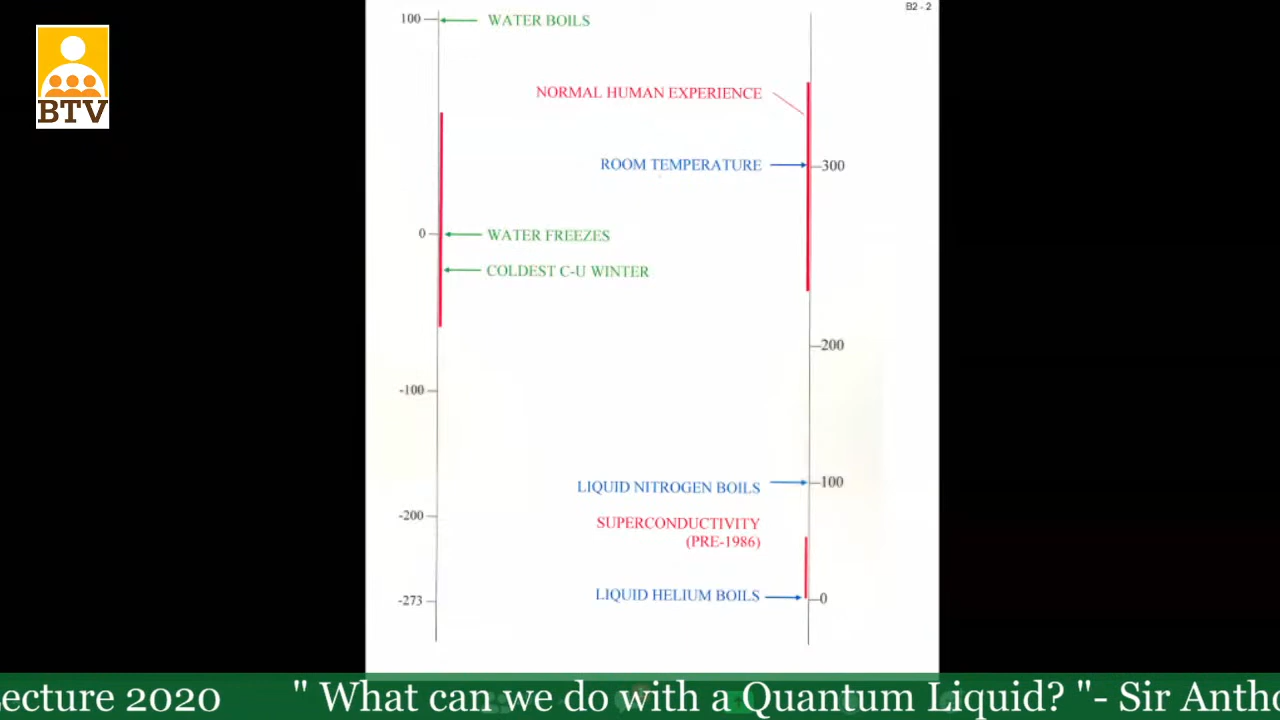 B2 - 2
100
WATER BOILS
NORMAL HUMAN EXPERIENCE
ROOM TEMPERATURE
300
0
WATER FREEZES
COLDEST C-U WINTER
200
-100
LIQUID NITROGEN BOILS
100
-200
SUPERCONDUCTIVITY
(PRE-1986)
LIQUID HELIUM BOILS
-273
0
BTV
ecture 2020 " What can we do with a Quantum Liquid? "- Sir Antho